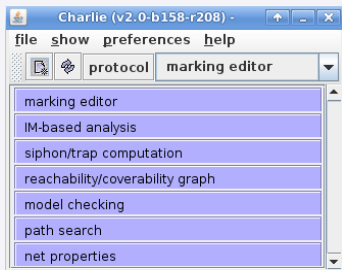 Charlie (v2.0-b158-r208) -
file show preferences help
protocol marking editor
marking editor
IM-based analysis
siphon/trap computation
reachability/coverability graph
model checking
path search
net properties